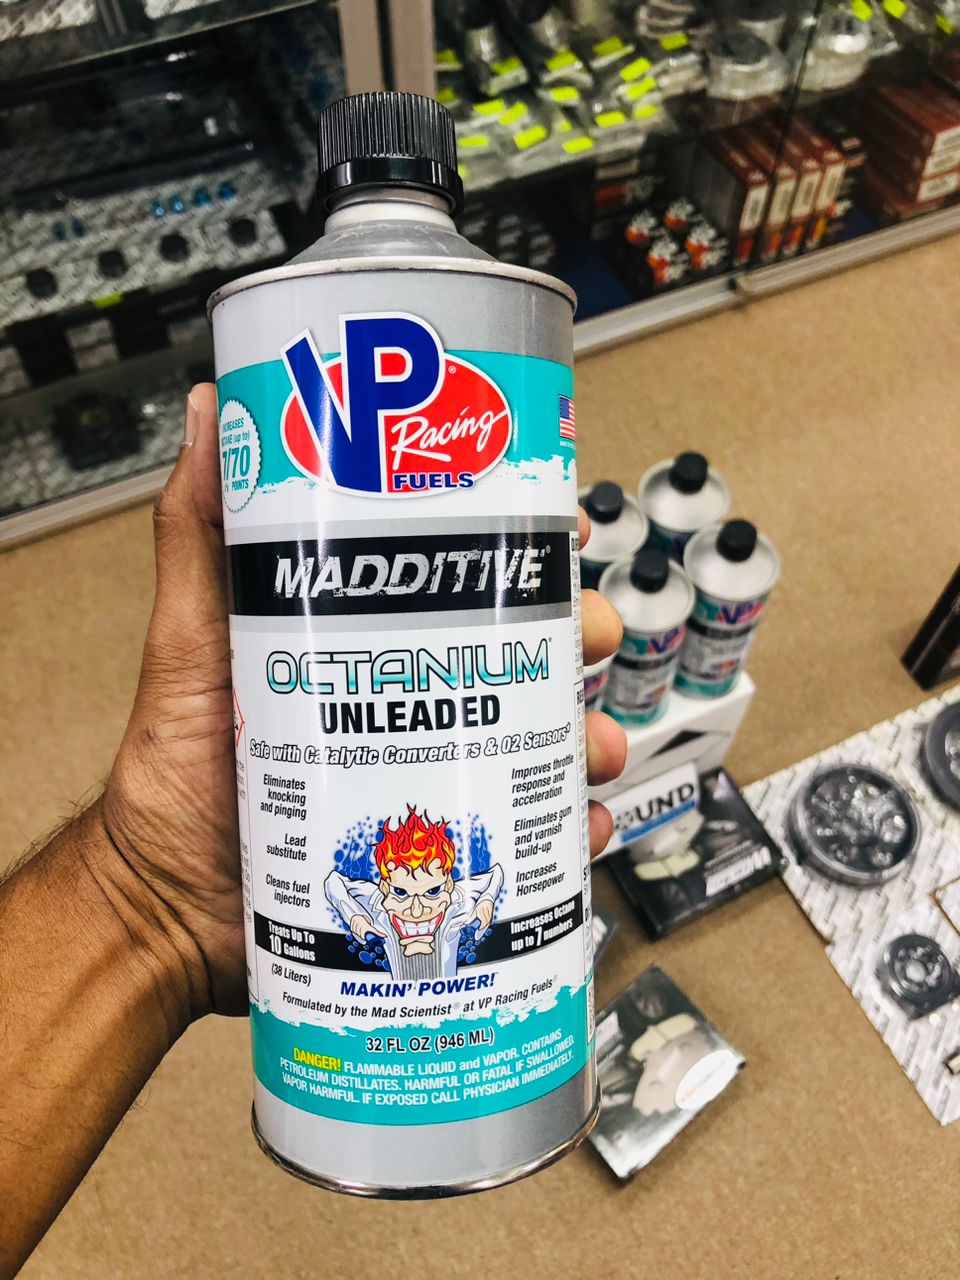 VP
Racing
FUELS
INCREASES
OCTANE (up to)
7/70
POINTS
MADDITIVE®
OCTANIUM®
UNLEADED
Safe with Catalytic Converters & O2 Sensors*
Eliminates
knocking
and pinging
Lead
substitute
Cleans fuel
injectors
Improves throttle
response and
acceleration
Eliminates gum
and varnish
build-up
Increases
Horsepower
Treats Up To
10 Gallons
(38 Liters)
Increases Octane
up to 7 numbers
MAKIN' POWER!
Formulated by the Mad Scientist® at VP Racing Fuels®
32 FL OZ (946 ML)
DANGER! FLAMMABLE LIQUID and VAPOR. CONTAINS
PETROLEUM DISTILLATES. HARMFUL OR FATAL IF SWALLOWED.
VAPOR HARMFUL. IF EXPOSED CALL PHYSICIAN IMMEDIATELY.
VP
VP